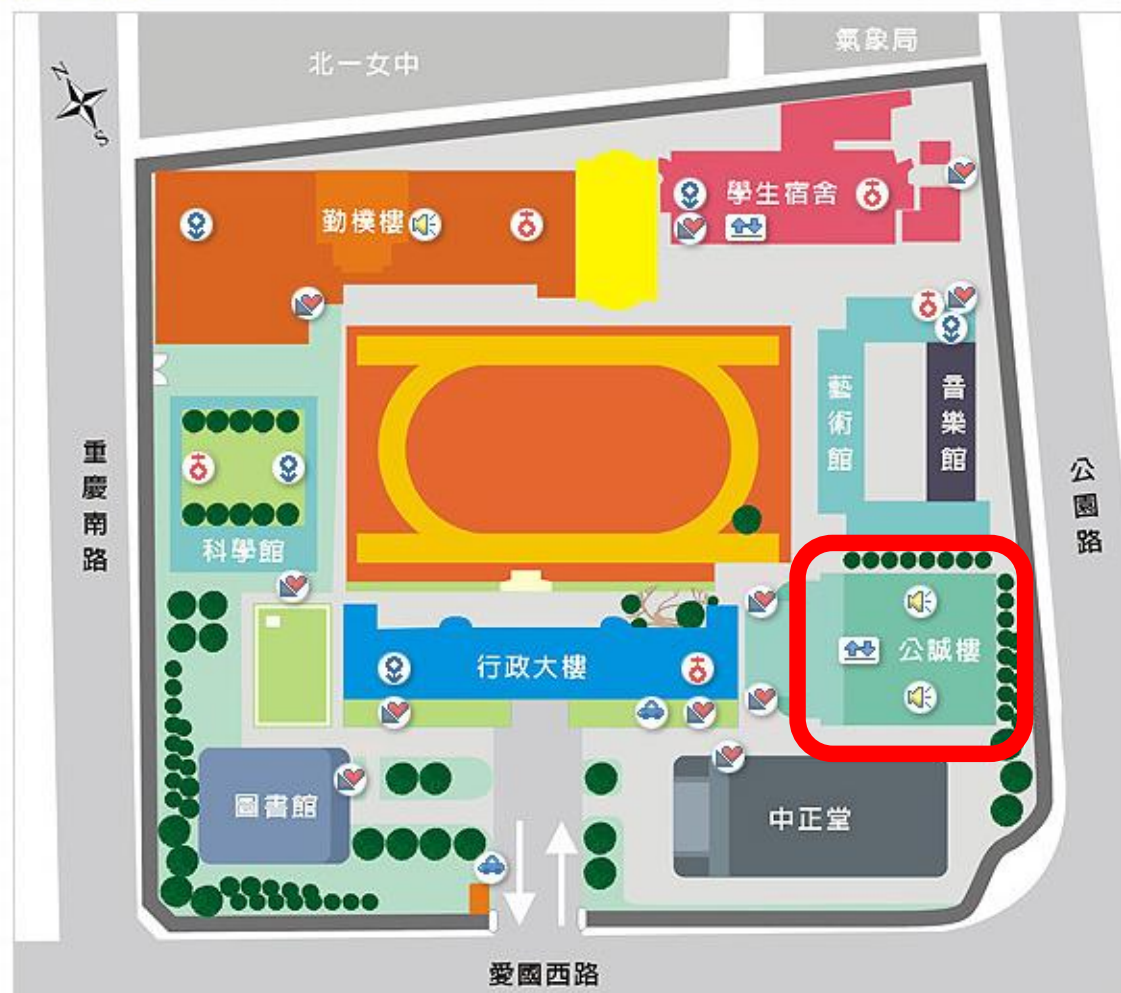 北一女中
氣象局
N
S
勤樸樓
學生宿舍
藝術館
音樂館
重慶南路
公園路
科學館
行政大樓
公誠樓
圖書館
中正堂
愛國西路